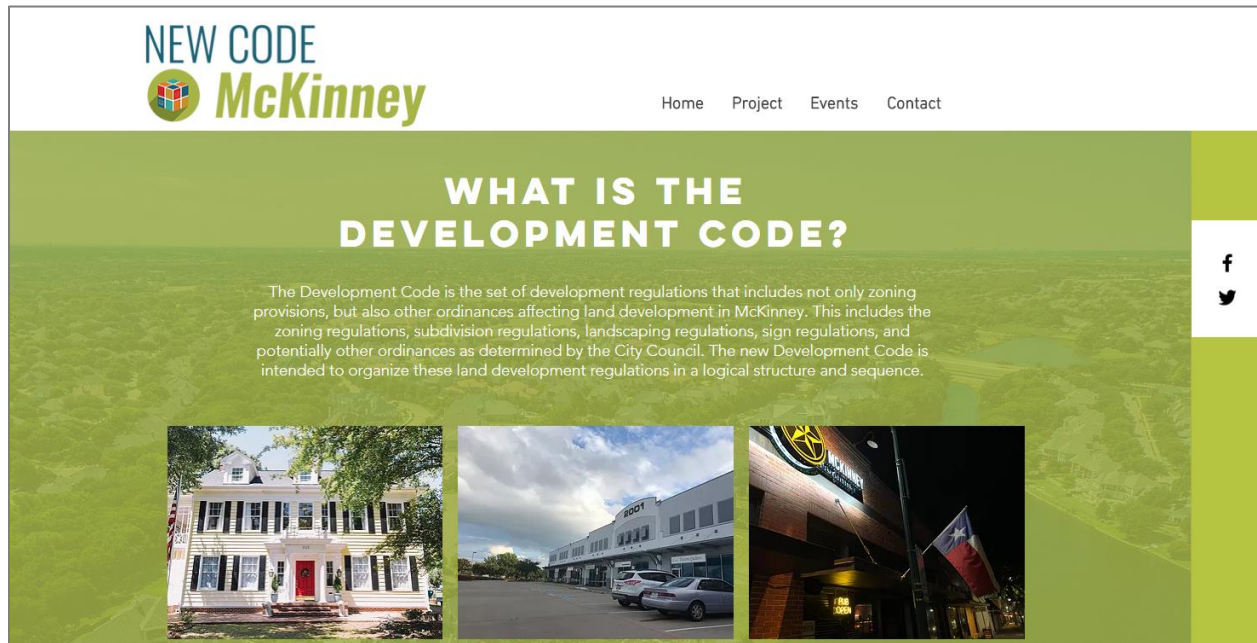 NEW CODE
McKinney
Home Project Events Contact
WHAT IS THE
DEVELOPMENT CODE?
The Development Code is the set of development regulations that includes not only zoning
provisions, but also other ordinances affecting land development in McKinney. This includes the
zoning regulations, subdivision regulations, landscaping regulations, sign regulations, and
potentially other ordinances as determined by the City Council. The new Development Code is
intended to organize these land development regulations in a logical structure and sequence.
2001
MCKINNEY
PUB
OPEN